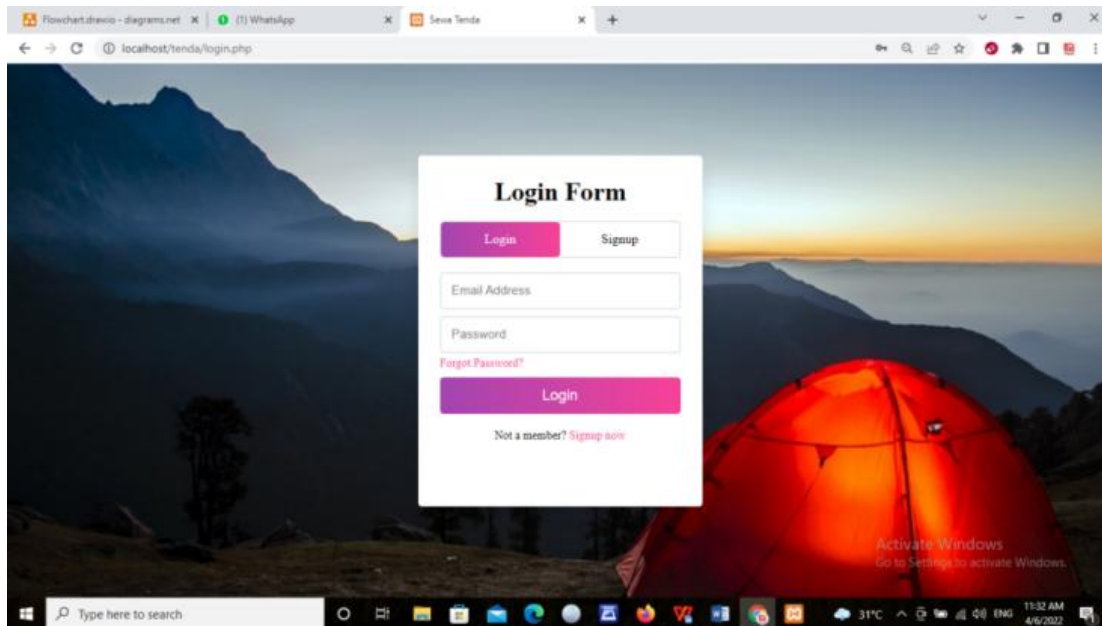 Flowchart.drawio - diagrams.net
(1) WhatsApp
Sewa Tenda
localhost/tenda/login.php
Login Form
Login
Signup
Email Address
Password
Forgot Password?
Login
Not a member? Signup now
Activate Windows
Go to Settings to activate Windows.
Type here to search
31°C
ENG
11:32 AM
4/6/2022